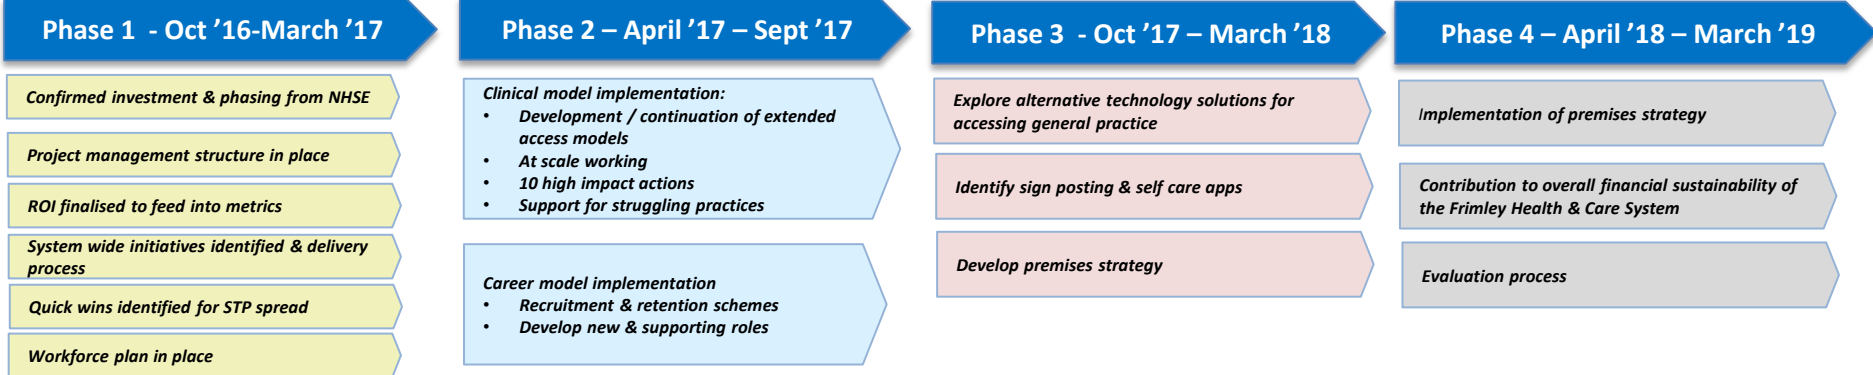 Phase 1  - Oct ’16-March ’17
Confirmed investment & phasing from NHSE
Project management structure in place
ROI finalised to feed into metrics
System wide initiatives identified & delivery
process
Quick wins identified for STP spread
Workforce plan in place
Phase 2 – April ’17 – Sept ’17
Clinical model implementation:
• Development / continuation of extended
access models
• At scale working
• 10 high impact actions
• Support for struggling practices
Career model implementation
• Recruitment & retention schemes
• Develop new & supporting roles
Phase 3  - Oct ’17 – March ’18
Explore alternative technology solutions for
accessing general practice
Identify sign posting & self care apps
Develop premises strategy
Phase 4 – April ’18 – March ’19
Implementation of premises strategy
Contribution to overall financial sustainability of
the Frimley Health & Care System
Evaluation process